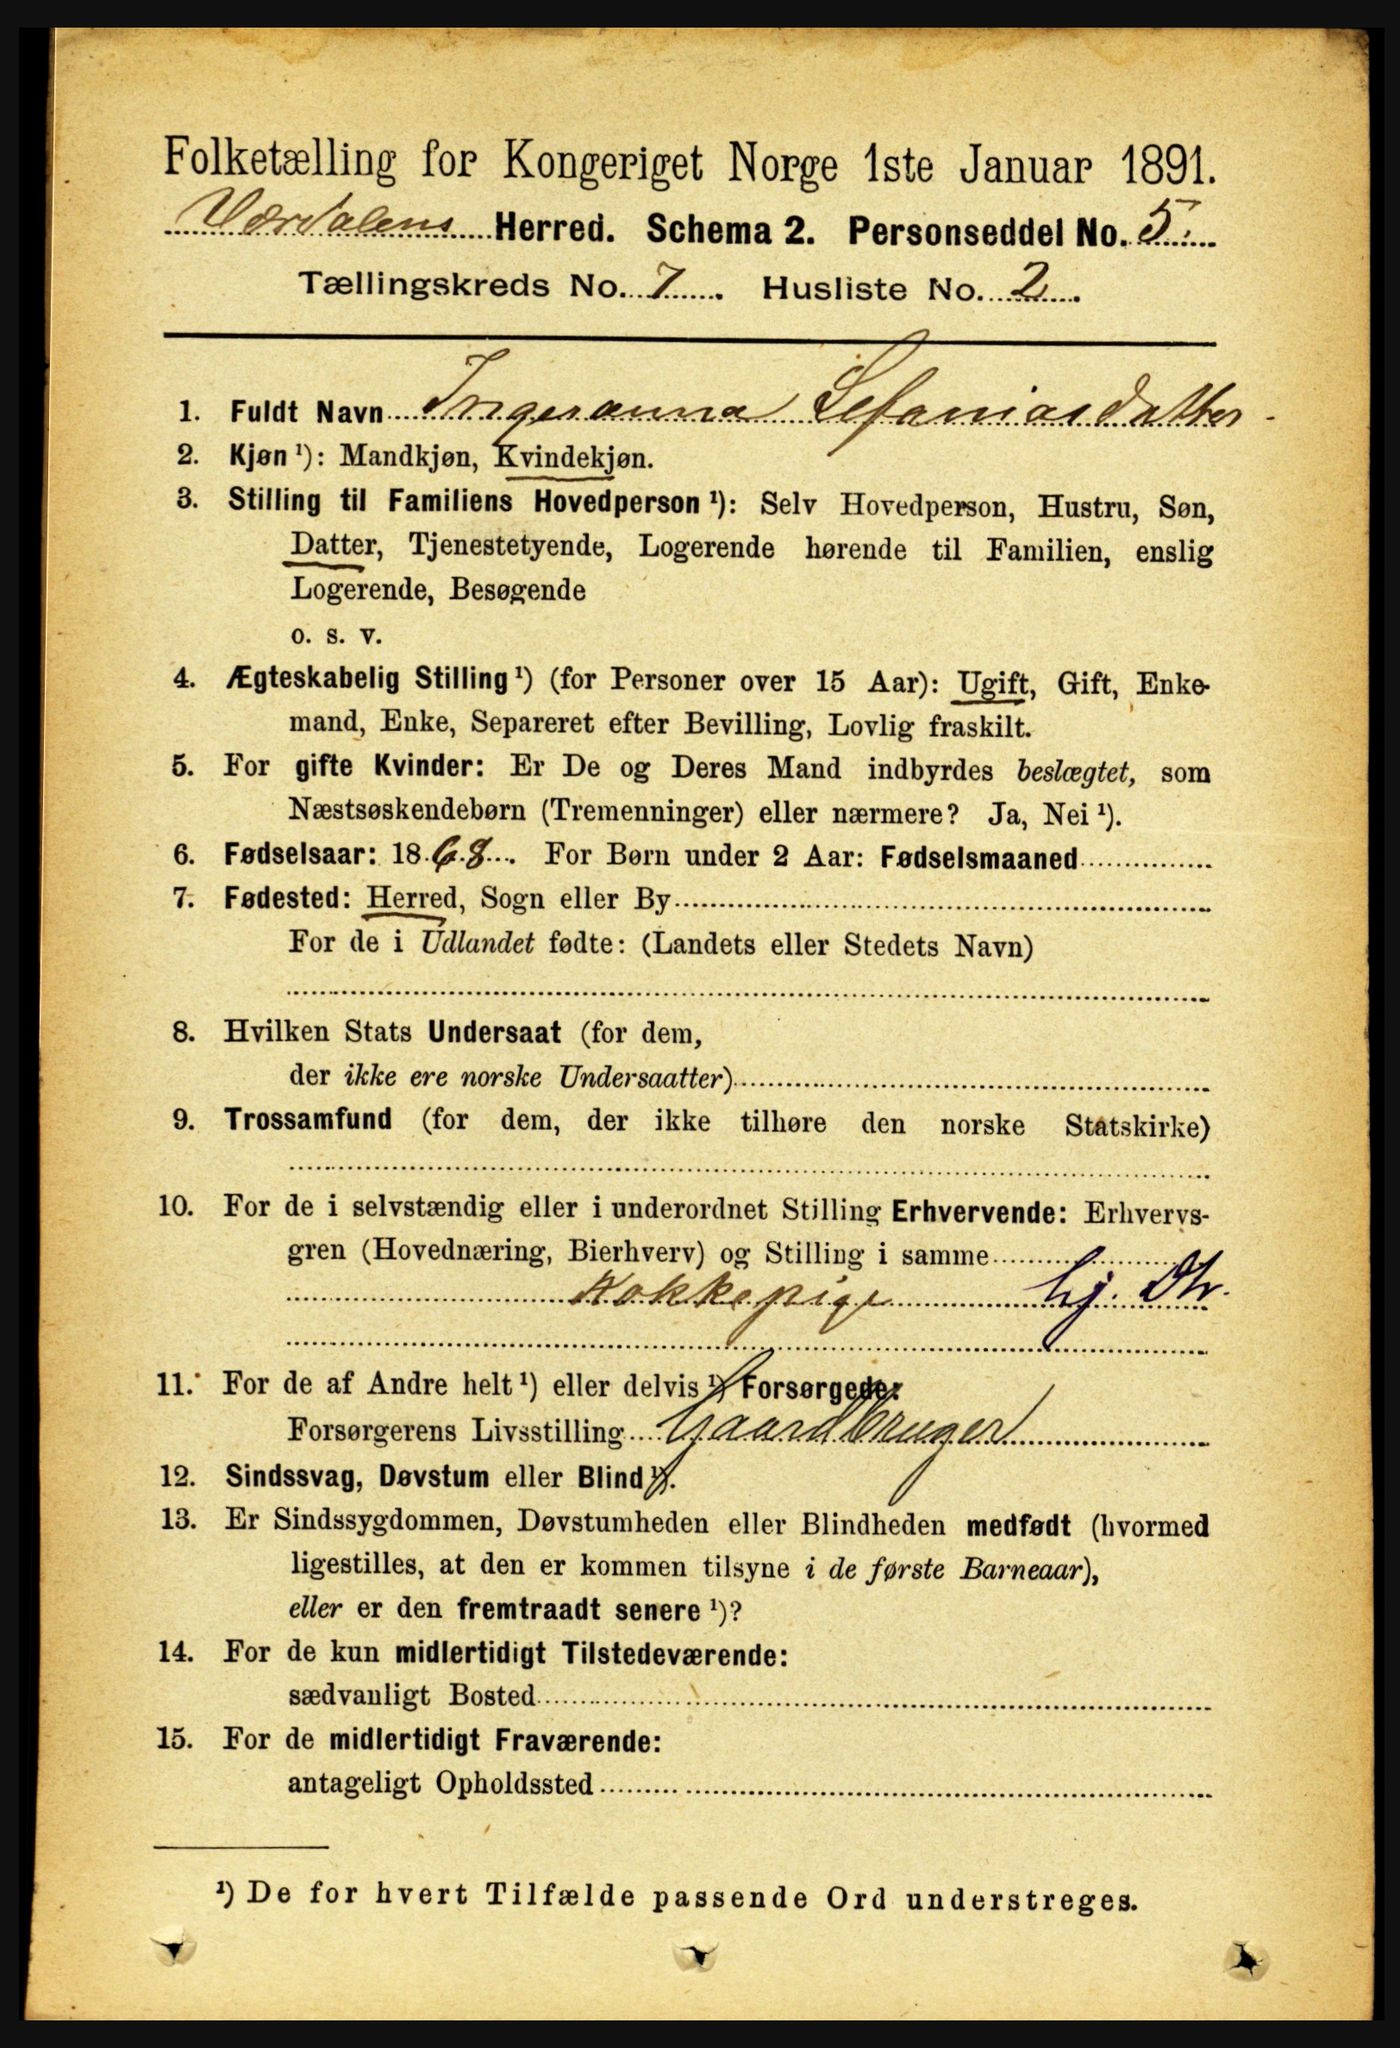 Folketælling for Kongeriget Norge 1ste Januar 1891.
Værdalens Herred. Schema 2. Personseddel No. 5.
Tællingskreds No. 7. Husliste No. 2.
1. Fuldt Navn Ingeranna Sefaniasdatter
2. Kjøn ¹): Mandkjøn, Kvindekjøn.
3. Stilling til Familiens Hovedperson ¹): Selv Hovedperson, Hustru, Søn,
Datter, Tjenestetyende, Logerende hørende til Familien, enslig
Logerende, Besøgende
o. s. v.
4. Ægteskabelig Stilling ¹) (for Personer over 15 Aar): Ugift, Gift, Enke-
mand, Enke, Separeret efter Bevilling, Lovlig fraskilt.
5. For gifte Kvinder: Er De og Deres Mand indbyrdes beslægtet, som
Næstsøskendebørn (Tremenninger) eller nærmere? Ja, Nei ¹).
6. Fødselsaar: 1868. For Børn under 2 Aar: Fødselsmaaned
7. Fødested: Herred, Sogn eller By
For de i Udlandet fødte: (Landets eller Stedets Navn)
8. Hvilken Stats Undersaat (for dem,
der ikke ere norske Undersaatter)
9. Trossamfund (for dem, der ikke tilhøre den norske Statskirke)
10. For de i selvstændig eller i underordnet Stilling Erhvervende: Erhvervs-
gren (Hovednæring, Bierhverv) og Stilling i samme
Kokkepige hj. Dtr.
11. For de af Andre helt ¹) eller delvis ¹) Forsørgede:
Forsørgerens Livsstilling Gaardbruger
12. Sindssvag, Døvstum eller Blind ¹).
13. Er Sindssygdommen, Døvstumheden eller Blindheden medfødt (hvormed
ligestilles, at den er kommen tilsyne i de første Barneaar),
eller er den fremtraadt senere ¹)?
14. For de kun midlertidigt Tilstedeværende:
sædvanligt Bosted
15. For de midlertidigt Fraværende:
antageligt Opholdssted
¹) De for hvert Tilfælde passende Ord understreges.